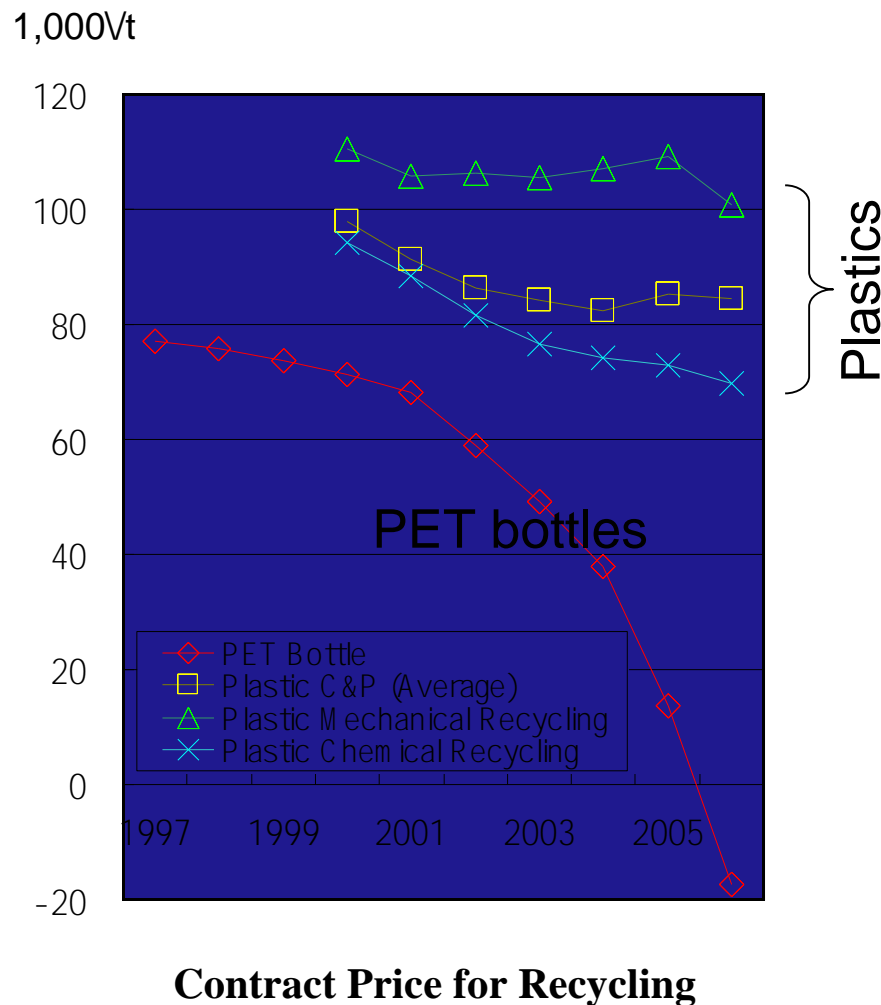 1,000\/t
120
100
80
60
40
20
0
-20
Plastics
PET bottles
PET Bottle
Plastic C&P (Average)
Plastic Mechanical Recycling
Plastic Chemical Recycling
1997 1999 2001 2003 2005
Contract Price for Recycling